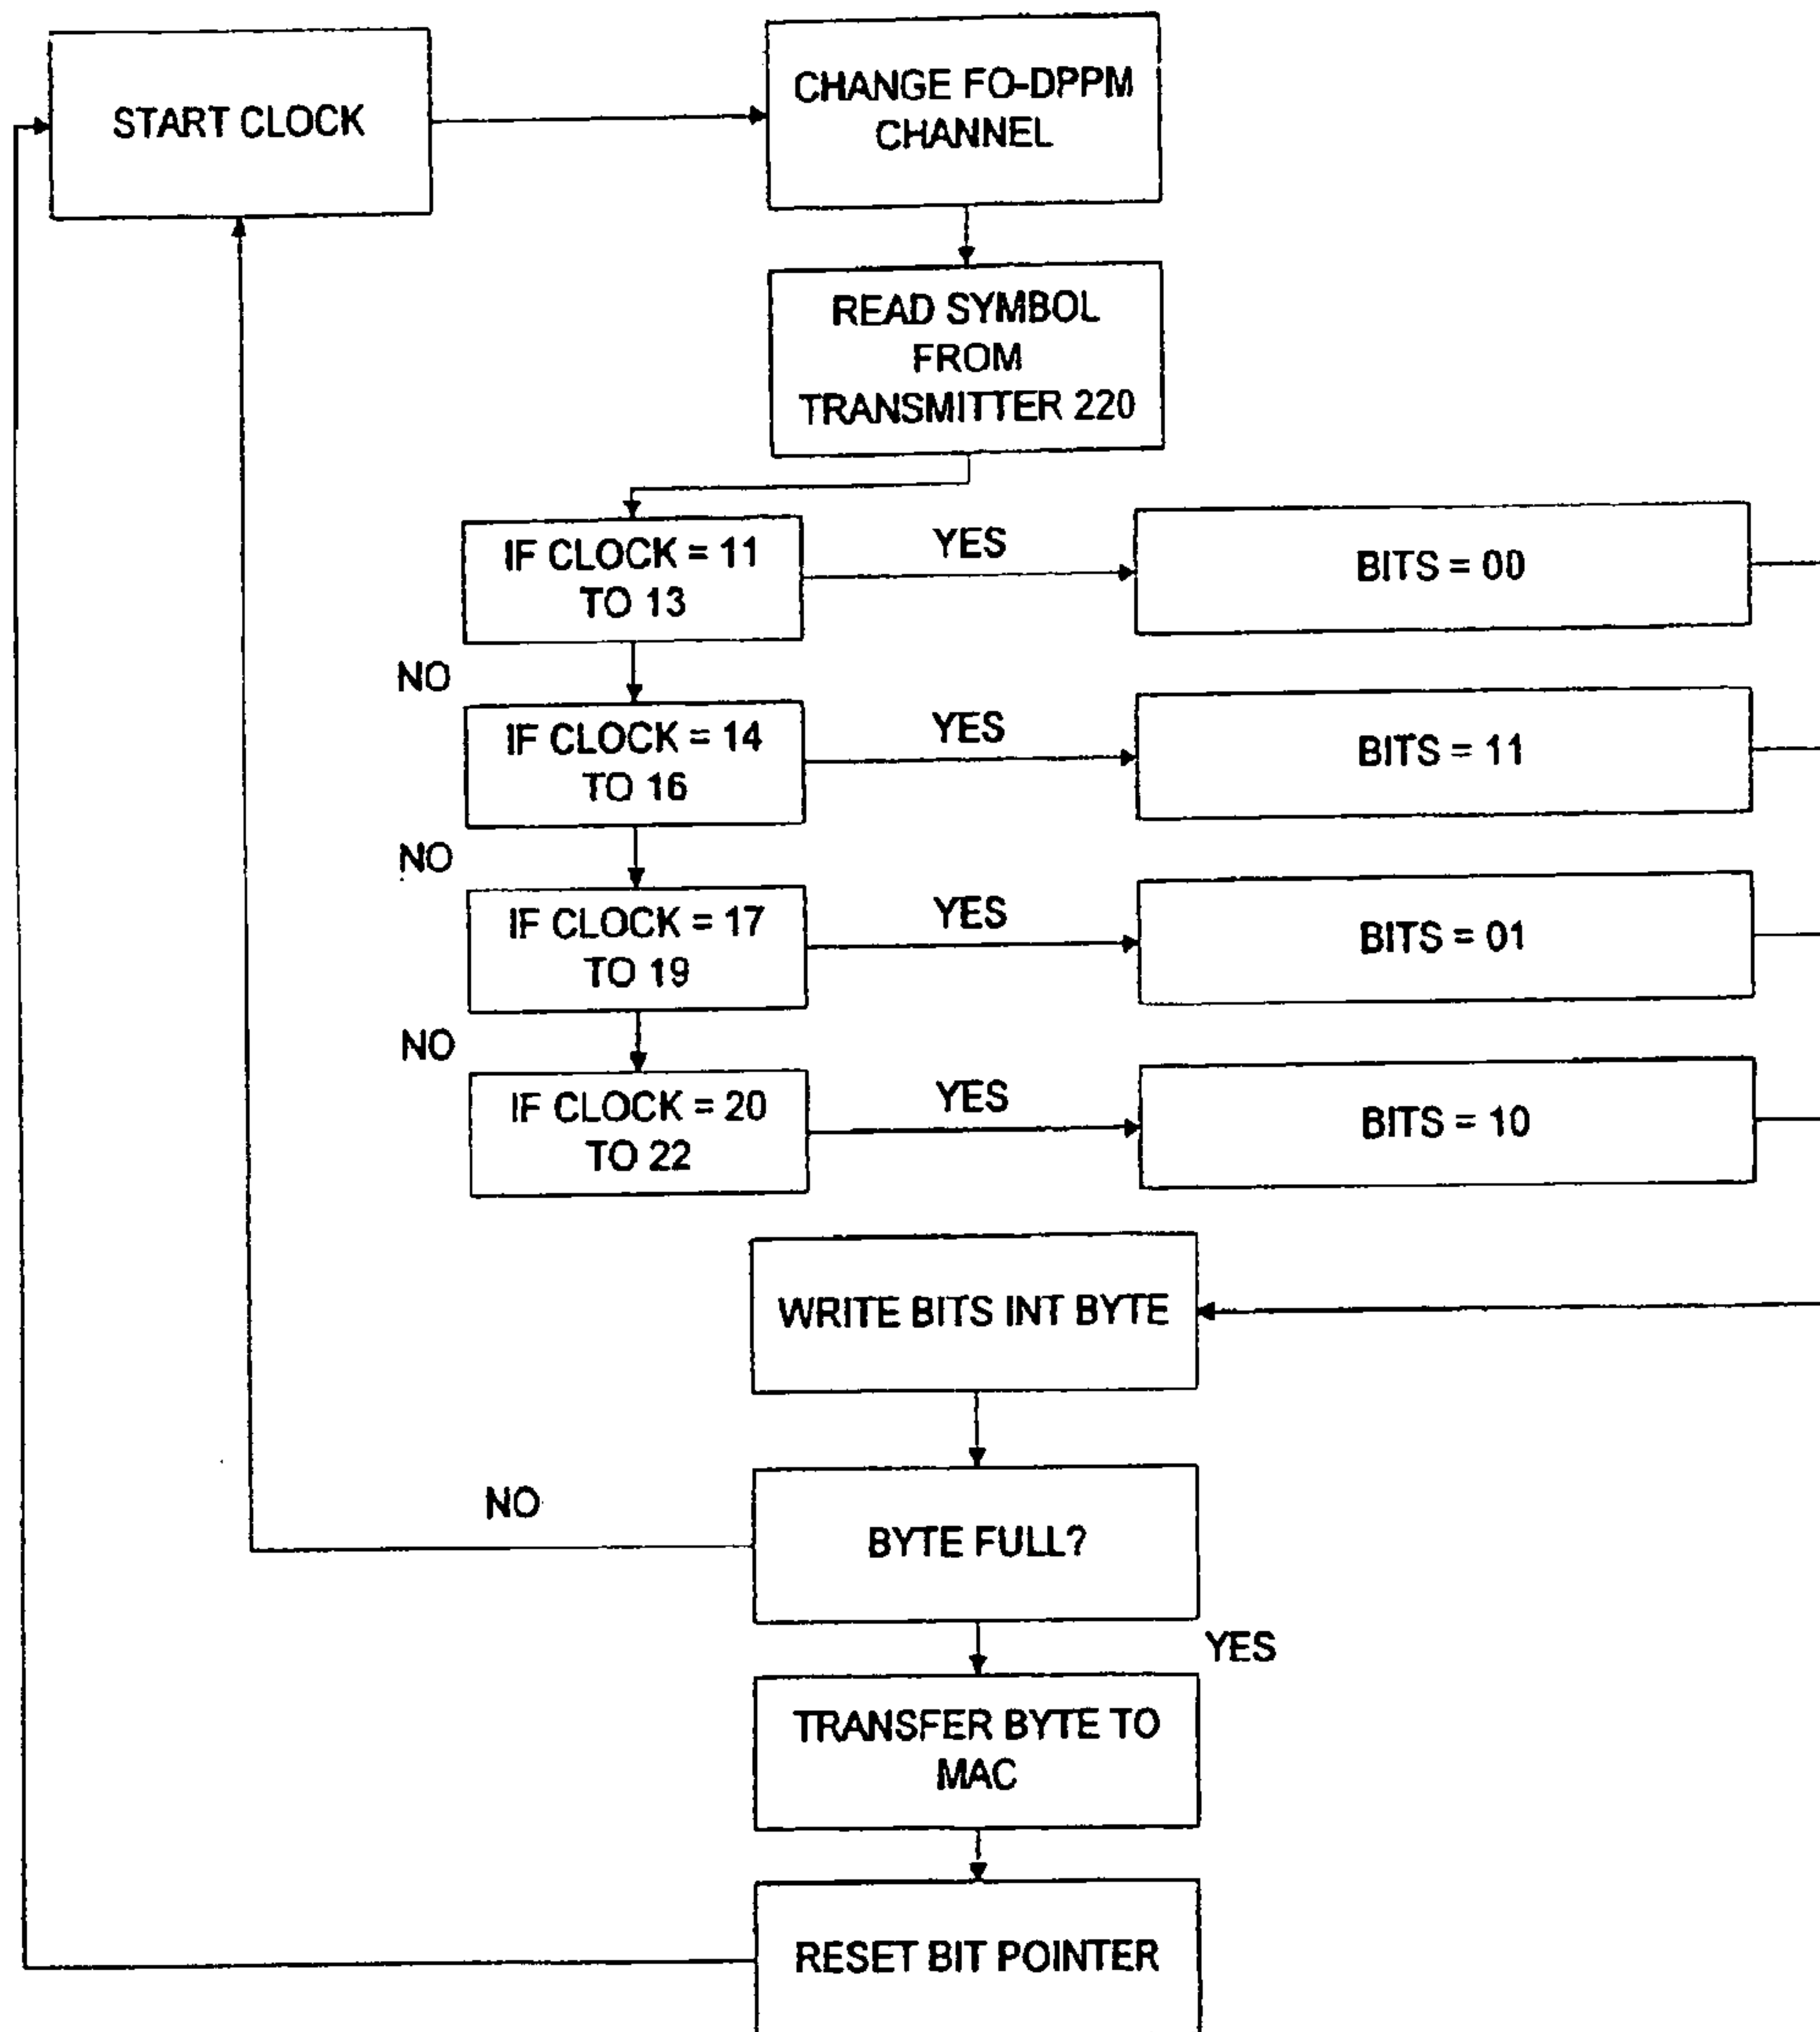 START CLOCK
CHANGE FO-DPPM
CHANNEL
READ SYMBOL
FROM
TRANSMITTER 220
IF CLOCK = 11
TO 13
YES
BITS = 00
NO
IF CLOCK = 14
TO 16
YES
BITS = 11
NO
IF CLOCK = 17
TO 19
YES
BITS = 01
NO
IF CLOCK = 20
TO 22
YES
BITS = 10
WRITE BITS INT BYTE
NO
BYTE FULL?
YES
TRANSFER BYTE TO
MAC
RESET BIT POINTER